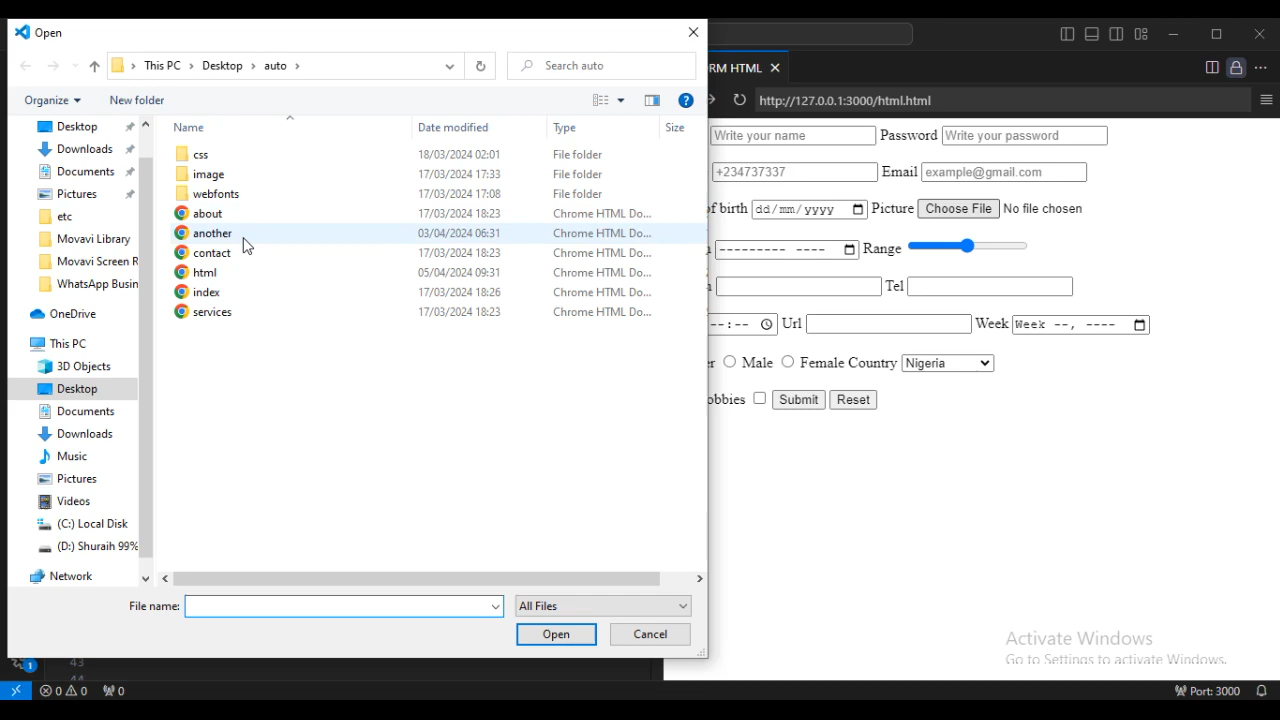 Open
This PC > Desktop > auto >
Search auto
RM HTML
Organize
New folder
http://127.0.0.1:3000/html.html
Desktop
Downloads
Documents
Pictures
etc
Movavi Library
Movavi Screen R
WhatsApp Busin
OneDrive
This PC
3D Objects
Desktop
Documents
Downloads
Music
Pictures
Videos
(C:) Local Disk
(D:) Shuraih 99%
Network
Name Date modified Type Size
css 18/03/2024 02:01 File folder
image 17/03/2024 17:33 File folder
webfonts 17/03/2024 17:08 File folder
about 17/03/2024 18:23 Chrome HTML Do...
another 03/04/2024 06:31 Chrome HTML Do...
contact 17/03/2024 18:23 Chrome HTML Do...
html 05/04/2024 09:31 Chrome HTML Do...
index 17/03/2024 18:26 Chrome HTML Do...
services 17/03/2024 18:23 Chrome HTML Do...
File name:
All Files
Open
Cancel
Write your name Password Write your password
+234737337 Email example@gmail.com
of birth dd/mm/yyyy Picture Choose File No file chosen
--------- ---- Range
Tel
--:-- Url Week Week --, ----
er Male Female Country Nigeria
obbies Submit Reset
Activate Windows
Go to Settings to activate Windows.
1
43
44
0 0
0
Port: 3000